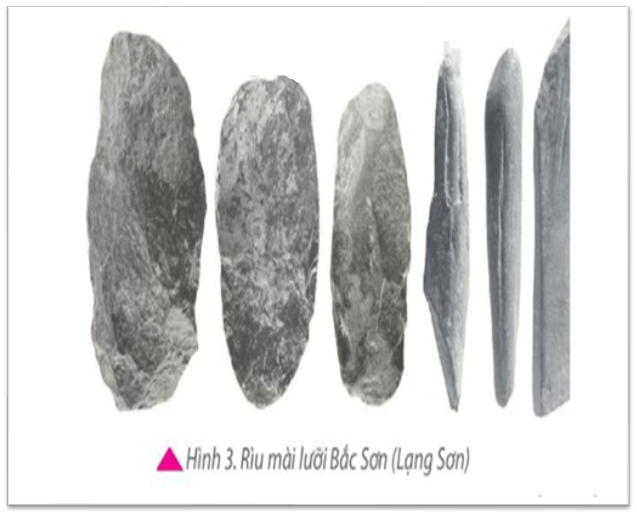 Hình 3. Rìu mài lưỡi Bắc Sơn (Lạng Sơn)